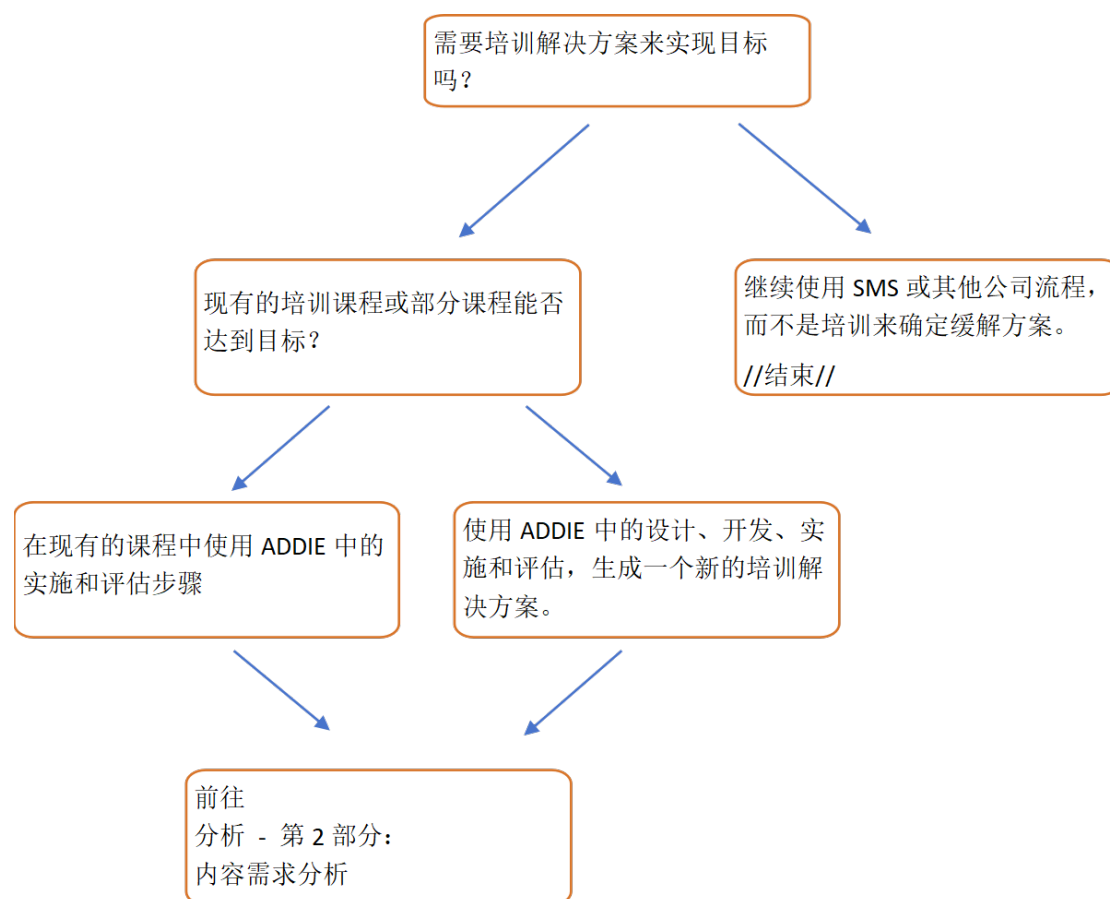 需要培训解决方案来实现目标
吗？
现有的培训课程或部分课程能否
达到目标？
继续使用 SMS 或其他公司流程，
而不是培训来确定缓解方案。
//结束//
在现有的课程中使用 ADDIE 中的
实施和评估步骤
使用 ADDIE 中的设计、开发、实
施和评估，生成一个新的培训解
决方案。
前往
分析 - 第 2 部分：
内容需求分析